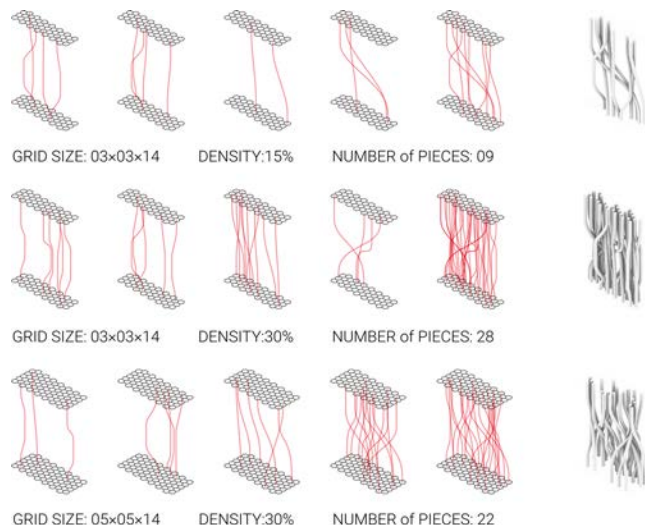 GRID SIZE: 03×03×14 DENSITY:15% NUMBER of PIECES: 09
GRID SIZE: 03×03×14 DENSITY:30% NUMBER of PIECES: 28
GRID SIZE: 05×05×14 DENSITY:30% NUMBER of PIECES: 22